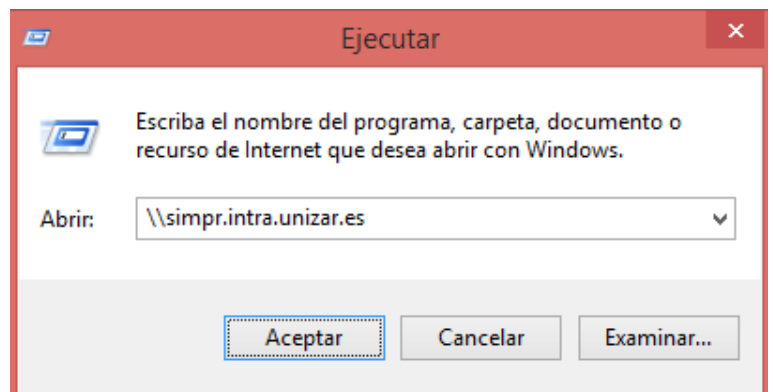 Ejecutar
Escriba el nombre del programa, carpeta, documento o
recurso de Internet que desea abrir con Windows.
Abrir: \\simpr.intra.unizar.es
Aceptar Cancelar Examinar...